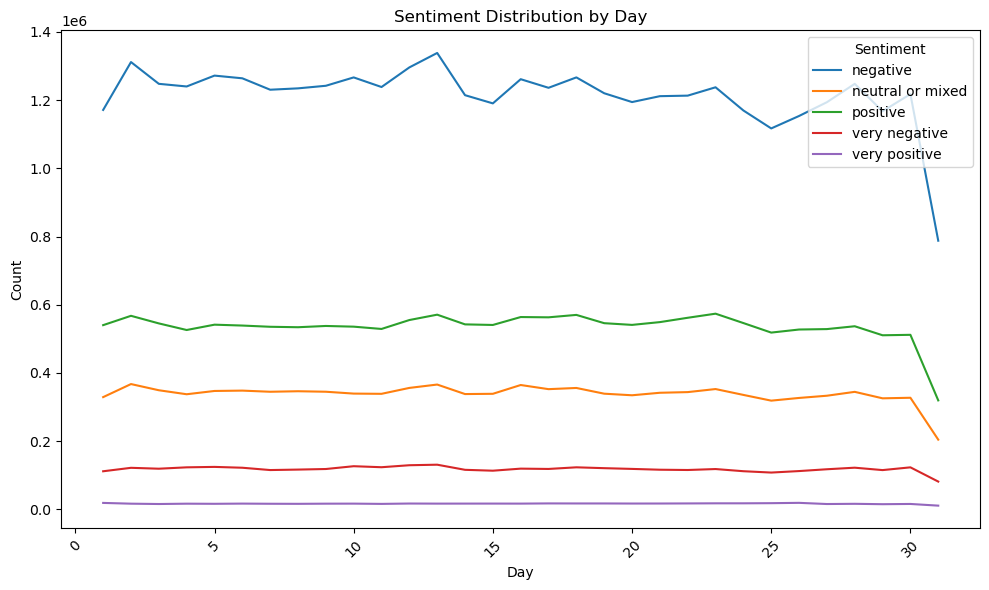 Sentiment Distribution by Day
1e6
1.4
1.2
1.0
0.8
0.6
0.4
0.2
0.0
Count
Sentiment
negative
neutral or mixed
positive
very negative
very positive
0
5
10
15
20
25
30
Day